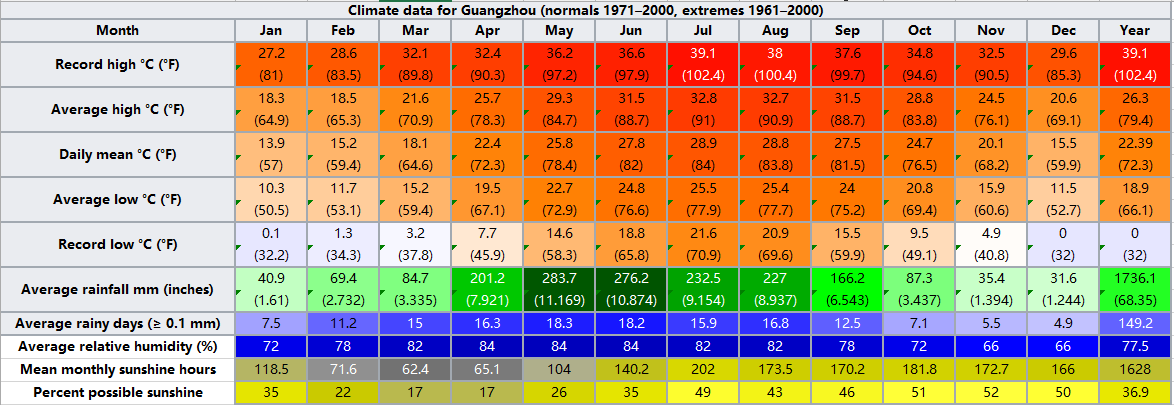 Climate data for Guangzhou (normals 1971–2000, extremes 1961–2000)
Month Jan Feb Mar Apr May Jun Jul Aug Sep Oct Nov Dec Year
Record high °C (°F) 27.2 28.6 32.1 32.4 36.2 36.6 39.1 38 37.6 34.8 32.5 29.6 39.1
(81) (83.5) (89.8) (90.3) (97.2) (97.9) (102.4) (100.4) (99.7) (94.6) (90.5) (85.3) (102.4)
Average high °C (°F) 18.3 18.5 21.6 25.7 29.3 31.5 32.8 32.7 31.5 28.8 24.5 20.6 26.3
(64.9) (65.3) (70.9) (78.3) (84.7) (88.7) (91) (90.9) (88.7) (83.8) (76.1) (69.1) (79.4)
Daily mean °C (°F) 13.9 15.2 18.1 22.4 25.8 27.8 28.9 28.8 27.5 24.7 20.1 15.5 22.39
(57) (59.4) (64.6) (72.3) (78.4) (82) (84) (83.8) (81.5) (76.5) (68.2) (59.9) (72.3)
Average low °C (°F) 10.3 11.7 15.2 19.5 22.7 24.8 25.5 25.4 24 20.8 15.9 11.5 18.9
(50.5) (53.1) (59.4) (67.1) (72.9) (76.6) (77.9) (77.7) (75.2) (69.4) (60.6) (52.7) (66.1)
Record low °C (°F) 0.1 1.3 3.2 7.7 14.6 18.8 21.6 20.9 15.5 9.5 4.9 0 0
(32.2) (34.3) (37.8) (45.9) (58.3) (65.8) (70.9) (69.6) (59.9) (49.1) (40.8) (32) (32)
Average rainfall mm (inches) 40.9 69.4 84.7 201.2 283.7 276.2 232.5 227 166.2 87.3 35.4 31.6 1736.1
(1.61) (2.732) (3.335) (7.921) (11.169) (10.874) (9.154) (8.937) (6.543) (3.437) (1.394) (1.244) (68.35)
Average rainy days (≥ 0.1 mm) 7.5 11.2 15 16.3 18.3 18.2 15.9 16.8 12.5 7.1 5.5 4.9 149.2
Average relative humidity (%) 72 78 82 84 84 84 82 82 78 72 66 66 77.5
Mean monthly sunshine hours 118.5 71.6 62.4 65.1 104 140.2 202 173.5 170.2 181.8 172.7 166 1628
Percent possible sunshine 35 22 17 17 26 35 49 43 46 51 52 50 36.9